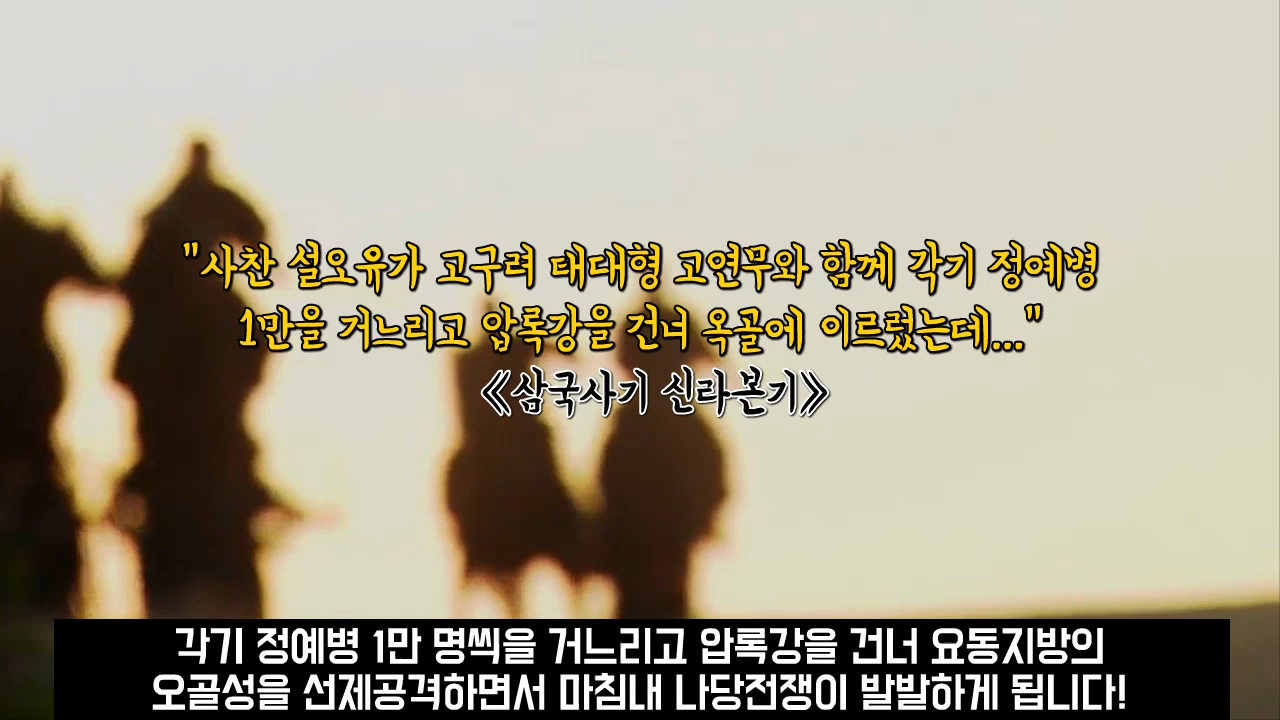 "사찬 설오유가 고구려 태대형 고연무와 함께 각기 정예병
1만을 거느리고 압록강을 건너 옥골에 이르렀는데..."
《삼국사기 신라본기》
각기 정예병 1만 명씩을 거느리고 압록강을 건너 요동지방의
오골성을 선제공격하면서 마침내 나당전쟁이 발발하게 됩니다!